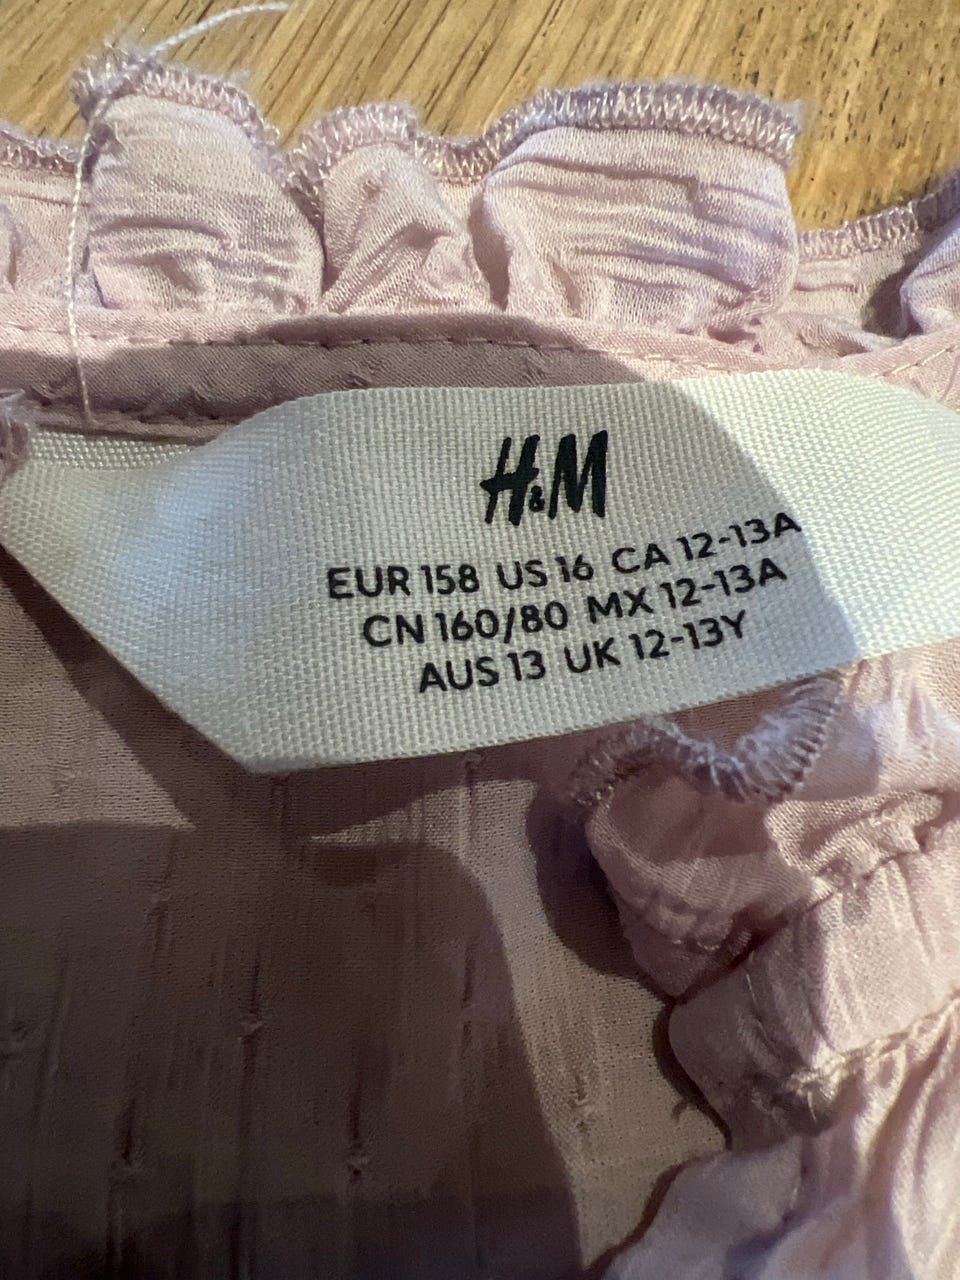 H&M
EUR 158 US 16 CA 12-13A
CN 160/80 MX 12-13A
AUS 13 UK 12-13Y